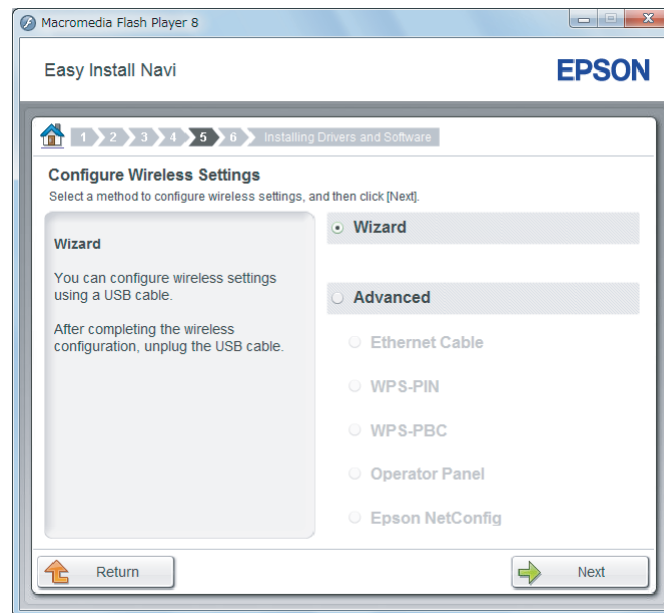 Macromedia Flash Player 8
Easy Install Navi
EPSON
1 2 3 4 5 6 Installing Drivers and Software
Configure Wireless Settings
Select a method to configure wireless settings, and then click [Next].
Wizard
You can configure wireless settings
using a USB cable.
After completing the wireless
configuration, unplug the USB cable.
Wizard
Advanced
Ethernet Cable
WPS-PIN
WPS-PBC
Operator Panel
Epson NetConfig
Return
Next